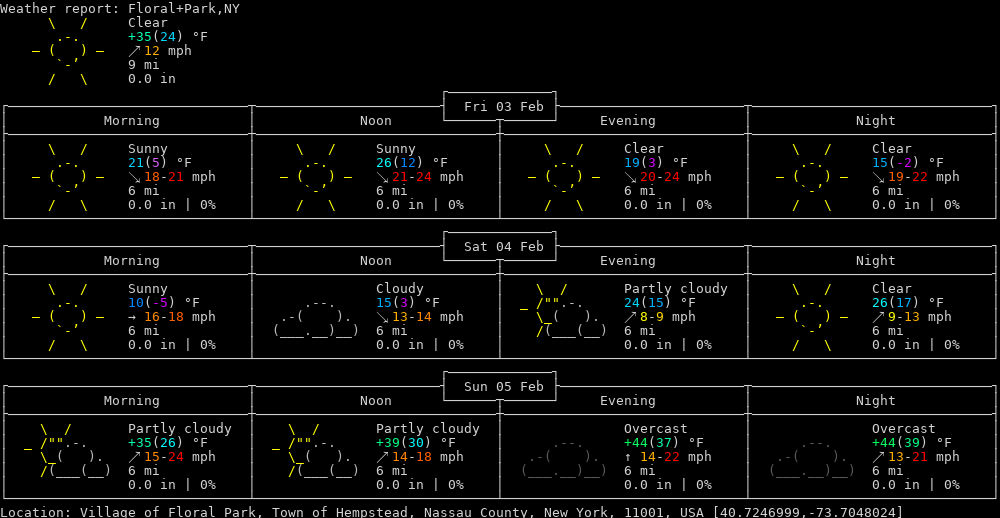 Weather report: Floral+Park,NY
Clear
+35(24) °F
↗ 12 mph
9 mi
0.0 in
Fri 03 Feb
Morning Noon Evening Night
Sunny Sunny Clear Clear
21(5) °F 26(12) °F 19(3) °F 15(-2) °F
↘ 18-21 mph ↘ 21-24 mph ↘ 20-24 mph ↘ 19-22 mph
6 mi 6 mi 6 mi 6 mi
0.0 in | 0% 0.0 in | 0% 0.0 in | 0% 0.0 in | 0%
Sat 04 Feb
Morning Noon Evening Night
Sunny Cloudy Partly cloudy Clear
10(-5) °F 15(3) °F 24(15) °F 26(17) °F
→ 16-18 mph ↘ 13-14 mph ↗ 8-9 mph ↗ 9-13 mph
6 mi 6 mi 6 mi 6 mi
0.0 in | 0% 0.0 in | 0% 0.0 in | 0% 0.0 in | 0%
Sun 05 Feb
Morning Noon Evening Night
Partly cloudy Partly cloudy Overcast Overcast
+35(26) °F +39(30) °F +44(37) °F +44(39) °F
↗ 15-24 mph ↗ 14-18 mph ↑ 14-22 mph ↗ 13-21 mph
6 mi 6 mi 6 mi 6 mi
0.0 in | 0% 0.0 in | 0% 0.0 in | 0% 0.0 in | 0%
Location: Village of Floral Park, Town of Hempstead, Nassau County, New York, 11001, USA [40.7246999,-73.7048024]